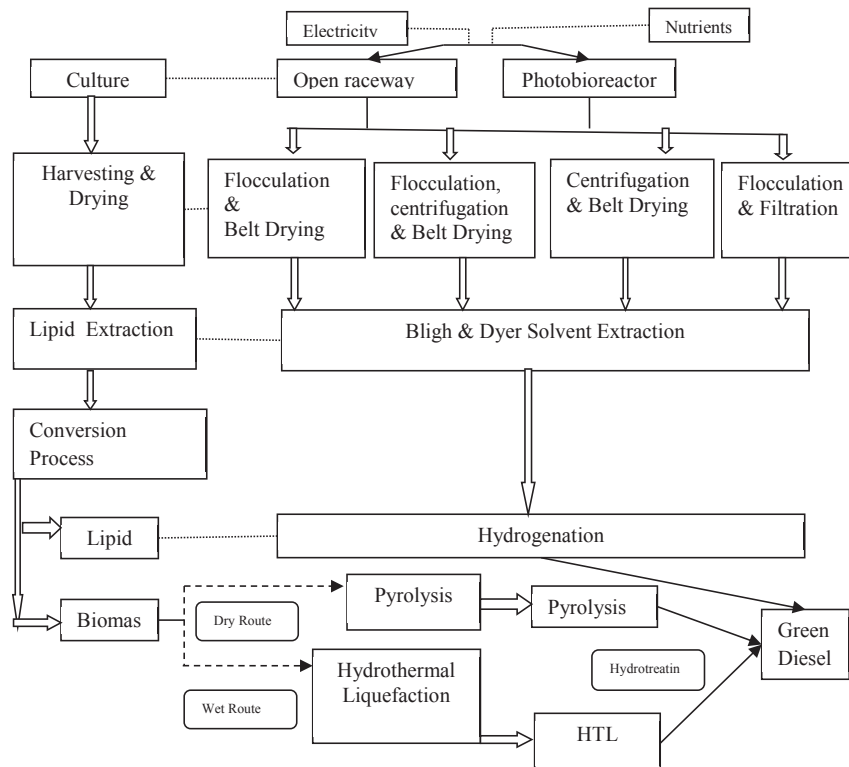 Electricity
Nutrients
Culture
Open raceway
Photobioreactor
Harvesting &
Drying
Flocculation
&
Belt Drying
Flocculation,
centrifugation
& Belt Drying
Centrifugation
& Belt Drying
Flocculation
& Filtration
Lipid Extraction
Bligh & Dyer Solvent Extraction
Conversion
Process
Lipid
Hydrogenation
Biomas
Dry Route
Pyrolysis
Pyrolysis
Green
Diesel
Wet Route
Hydrothermal
Liquefaction
Hydrotreatin
HTL